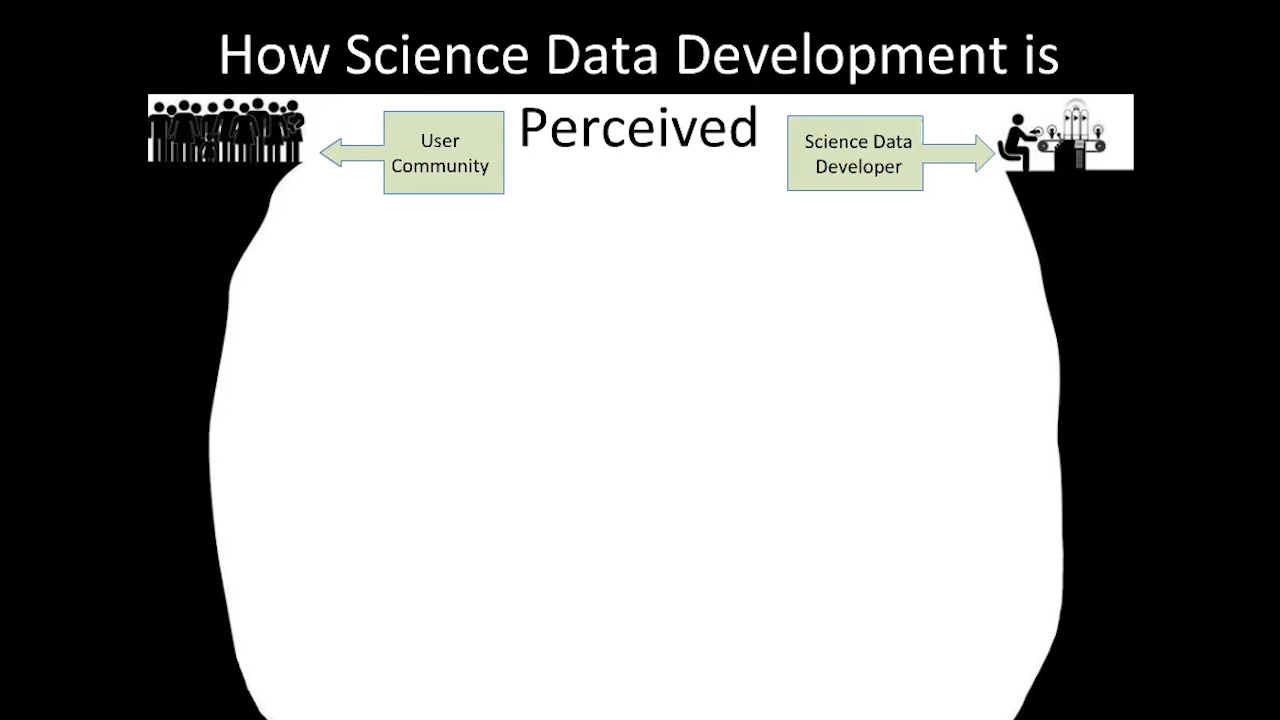 How Science Data Development is
Perceived
User
Community
Science Data
Developer